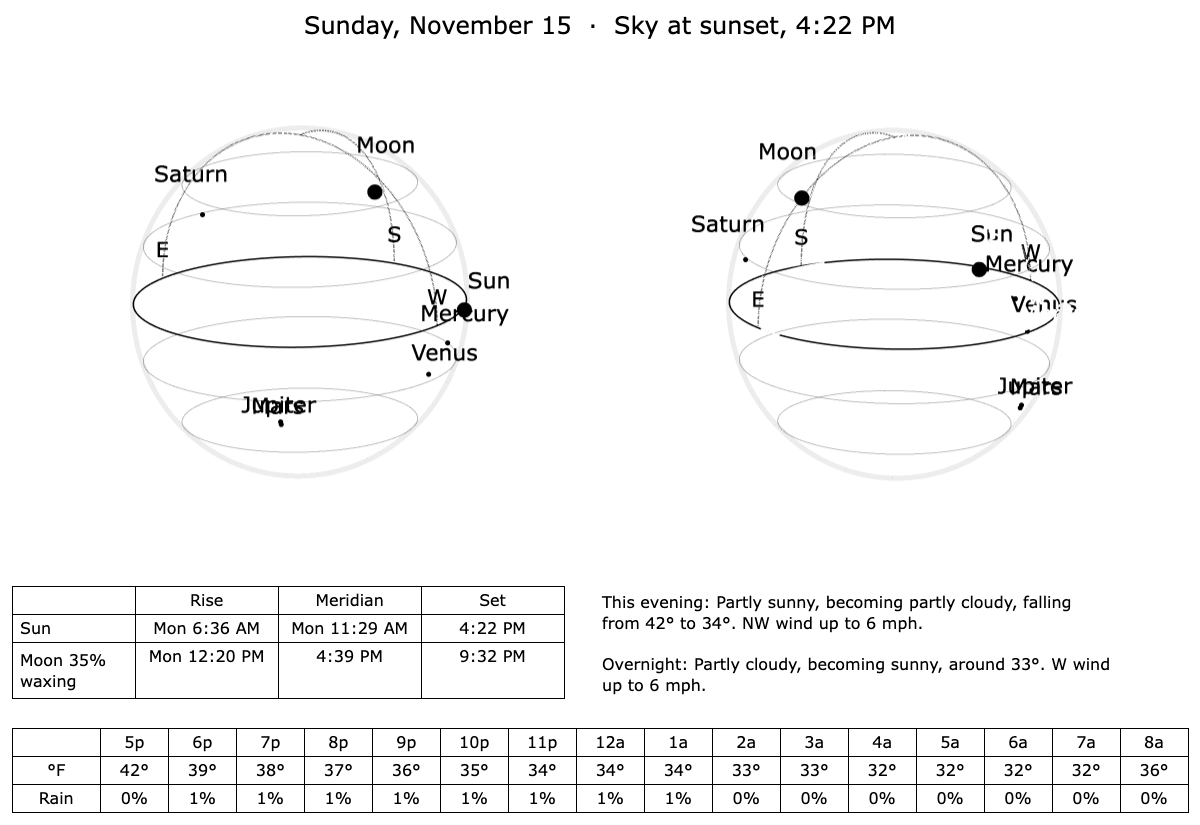 Sunday, November 15 · Sky at sunset, 4:22 PM
Moon
Saturn
E
S
Sun
W
Mercury
Venus
Jupiter
Mars
Moon
Saturn
S
Sun
W
Mercury
E
Venus
Jupiter
Mars
Rise Meridian Set
Sun Mon 6:36 AM Mon 11:29 AM 4:22 PM
Moon 35% Mon 12:20 PM 4:39 PM 9:32 PM
waxing
This evening: Partly sunny, becoming partly cloudy, falling
from 42° to 34°. NW wind up to 6 mph.
Overnight: Partly cloudy, becoming sunny, around 33°. W wind
up to 6 mph.
5p 6p 7p 8p 9p 10p 11p 12a 1a 2a 3a 4a 5a 6a 7a 8a
°F 42° 39° 38° 37° 36° 35° 34° 34° 34° 33° 33° 32° 32° 32° 32° 36°
Rain 0% 1% 1% 1% 1% 1% 1% 1% 1% 0% 0% 0% 0% 0% 0% 0%